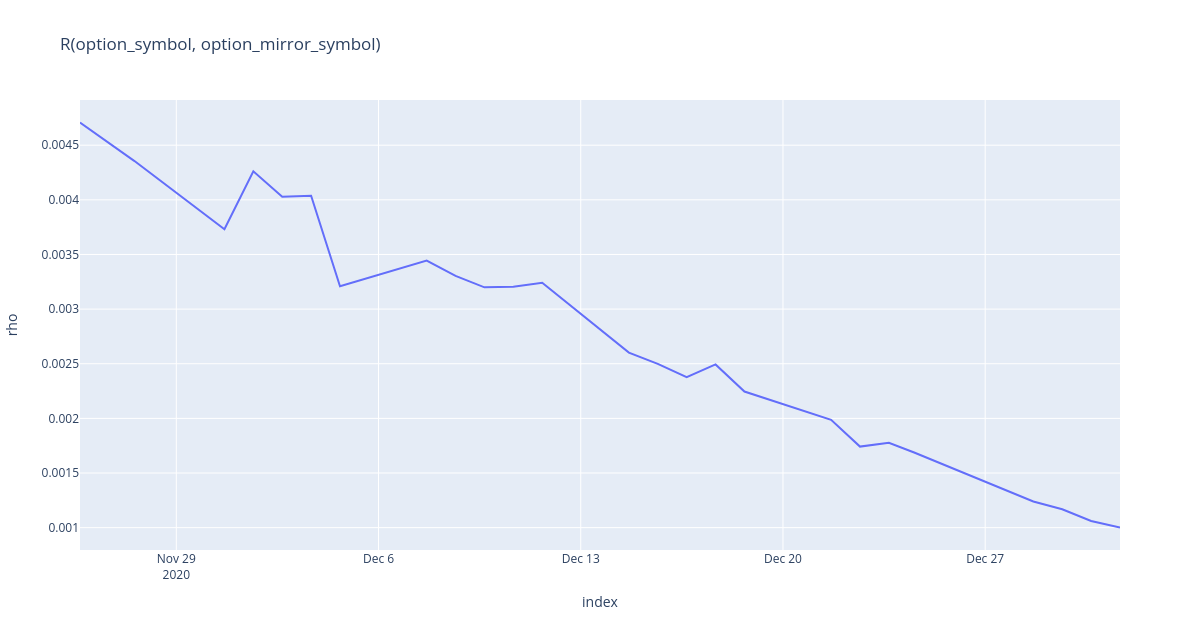 R(option_symbol, option_mirror_symbol)
0.0045
0.004
0.0035
0.003
0.0025
0.002
0.0015
0.001
rho
Nov 29
2020
Dec 6
Dec 13
Dec 20
Dec 27
index